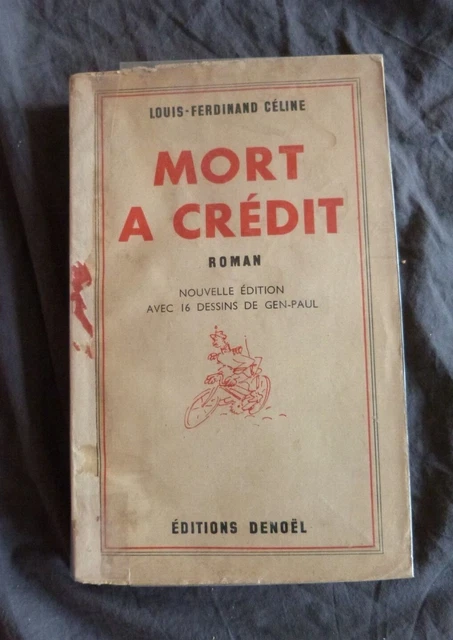 LOUIS-FERDINAND CÉLINE
MORT
A CRÉDIT
ROMAN
NOUVELLE ÉDITION
AVEC 16 DESSINS DE GEN-PAUL
ÉDITIONS DENOËL